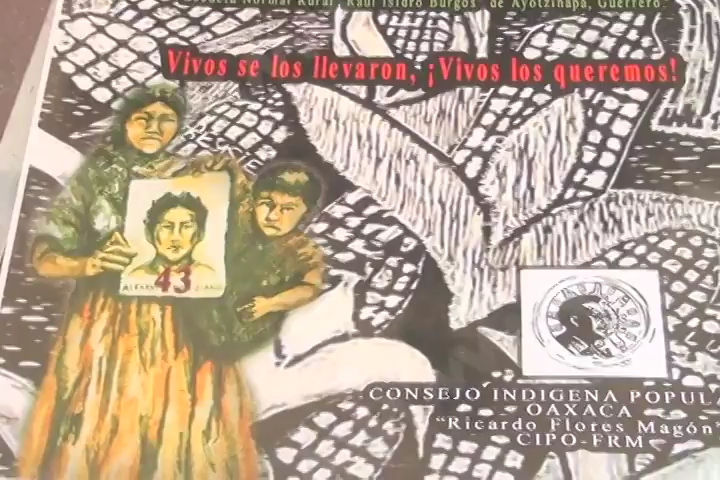 Escuela Normal Rural "Raúl Isidro Burgos" de Ayotzinapa, Guerrero.
Vivos se los llevaron, ¡Vivos los queremos!
43
CONSEJO INDIGENA POPUL
OAXACA
"Ricardo Flores Magón"
CIPO-FRM